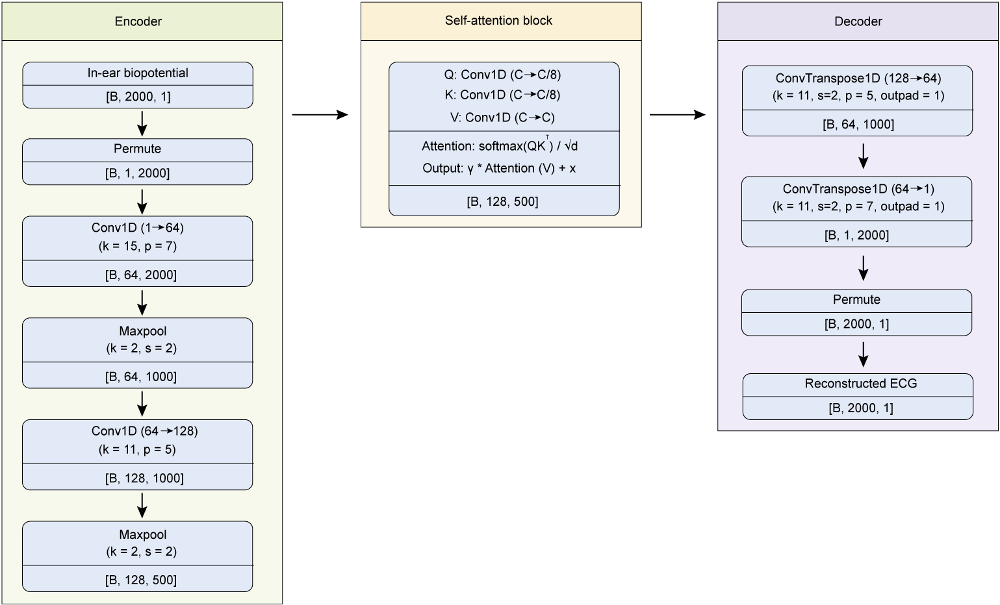 Encoder
In-ear biopotential
[B, 2000, 1]
Permute
[B, 1, 2000]
Conv1D (1→64)
(k = 15, p = 7)
[B, 64, 2000]
Maxpool
(k = 2, s = 2)
[B, 64, 1000]
Conv1D (64→128)
(k = 11, p = 5)
[B, 128, 1000]
Maxpool
(k = 2, s = 2)
[B, 128, 500]
Self-attention block
Q: Conv1D (C→C/8)
K: Conv1D (C→C/8)
V: Conv1D (C→C)
Attention: softmax(QKᵀ) / √d
Output: γ * Attention (V) + x
[B, 128, 500]
Decoder
ConvTranspose1D (128→64)
(k = 11, s=2, p = 5, outpad = 1)
[B, 64, 1000]
ConvTranspose1D (64→1)
(k = 11, s=2, p = 7, outpad = 1)
[B, 1, 2000]
Permute
[B, 2000, 1]
Reconstructed ECG
[B, 2000, 1]